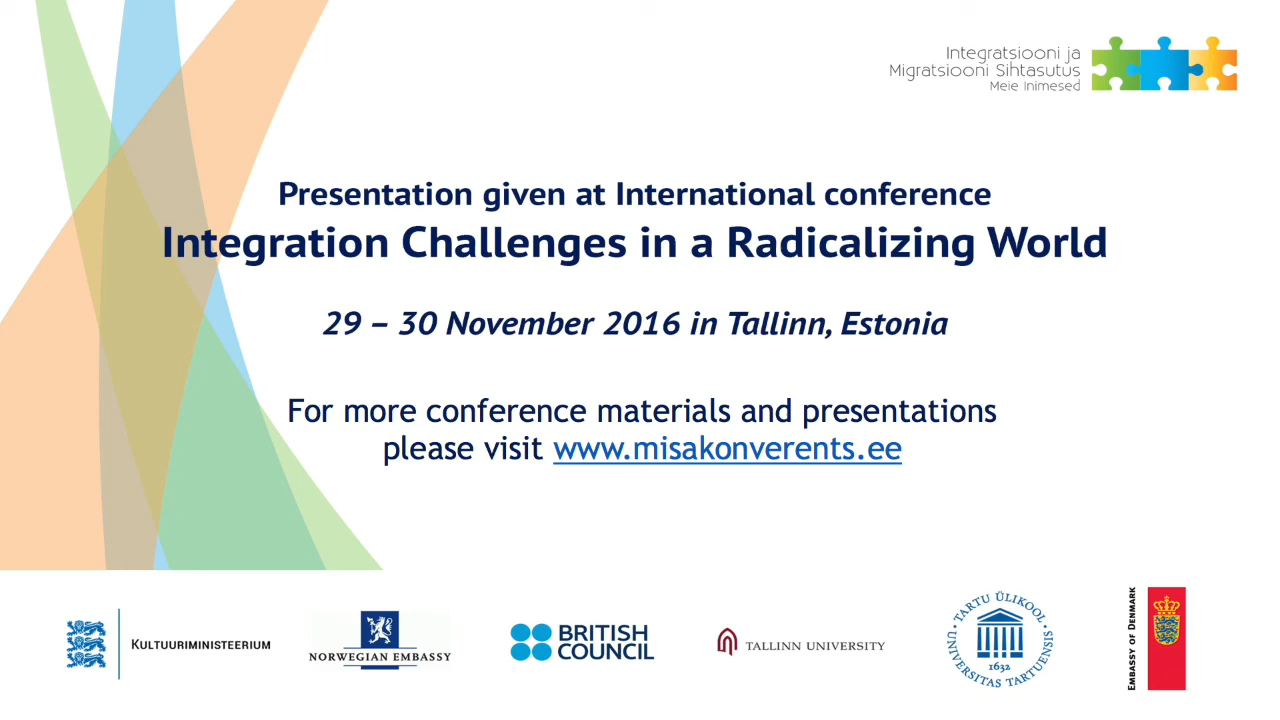 Integratsiooni ja
Migratsiooni Sihtasutus
Meie Inimesed
Presentation given at International conference
Integration Challenges in a Radicalizing World
29 – 30 November 2016 in Tallinn, Estonia
For more conference materials and presentations
please visit www.misakonverents.ee
KULTUURIMINISTEERIUM
NORWEGIAN EMBASSY
BRITISH
COUNCIL
TALLINN UNIVERSITY
TARTU ÜLIKOOL
UNIVERSITAS TARTUENSIS
1632
EMBASSY OF DENMARK